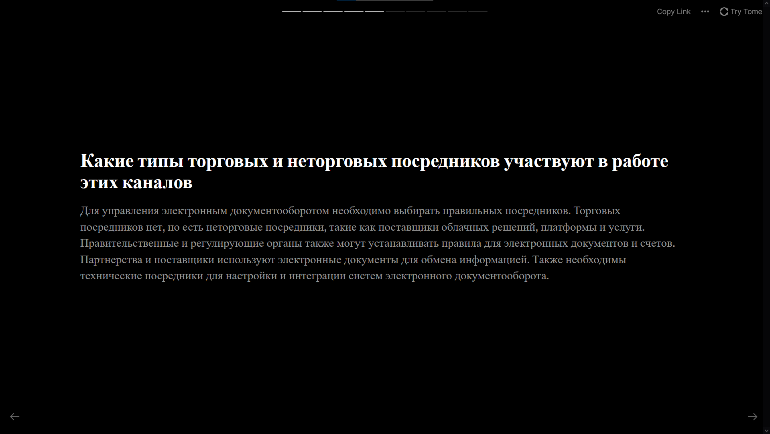 Copy Link
Try Tome
Какие типы торговых и неторговых посредников участвуют в работе
этих каналов
Для управления электронным документооборотом необходимо выбирать правильных посредников. Торговых
посредников нет, но есть неторговые посредники, такие как поставщики облачных решений, платформы и услуги.
Правительственные и регулирующие органы также могут устанавливать правила для электронных документов и счетов.
Партнерства и поставщики используют электронные документы для обмена информацией. Также необходимы
технические посредники для настройки и интеграции систем электронного документооборота.